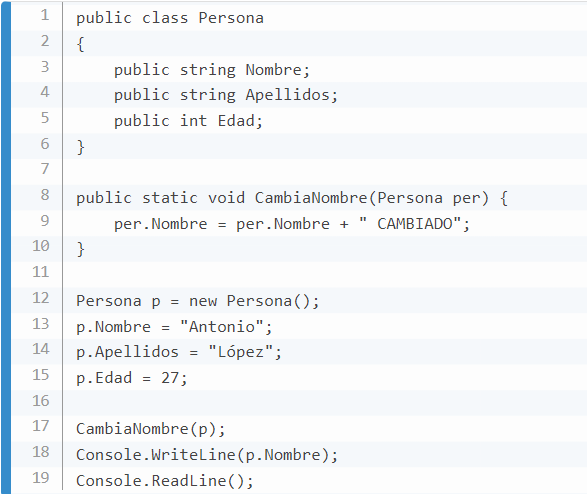 1 public class Persona
2 {
3     public string Nombre;
4     public string Apellidos;
5     public int Edad;
6 }
7
8 public static void CambiaNombre(Persona per) {
9     per.Nombre = per.Nombre + " CAMBIADO";
10 }
11
12 Persona p = new Persona();
13 p.Nombre = "Antonio";
14 p.Apellidos = "López";
15 p.Edad = 27;
16
17 CambiaNombre(p);
18 Console.WriteLine(p.Nombre);
19 Console.ReadLine();